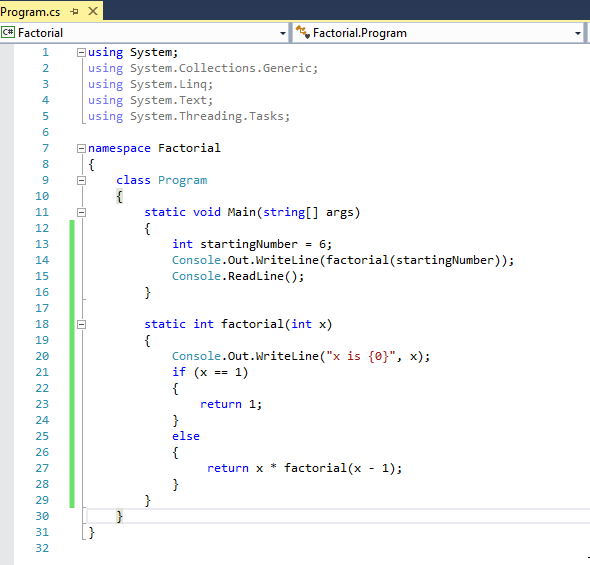 Program.cs
C# Factorial Factorial.Program
1 using System;
2 using System.Collections.Generic;
3 using System.Linq;
4 using System.Text;
5 using System.Threading.Tasks;
6
7 namespace Factorial
8 {
9 class Program
10 {
11 static void Main(string[] args)
12 {
13 int startingNumber = 6;
14 Console.Out.WriteLine(factorial(startingNumber));
15 Console.ReadLine();
16 }
17
18 static int factorial(int x)
19 {
20 Console.Out.WriteLine("x is {0}", x);
21 if (x == 1)
22 {
23 return 1;
24 }
25 else
26 {
27 return x * factorial(x - 1);
28 }
29 }
30 }
31 }
32